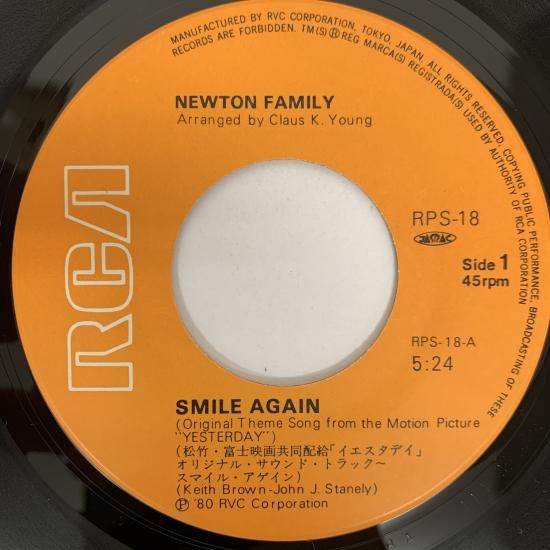 MANUFACTURED BY RVC CORPORATION, TOKYO, JAPAN. ALL RIGHTS RESERVED. COPYING PUBLIC PERFORMANCE, BROADCASTING OF THESE
RECORDS ARE FORBIDDEN. TM(S)® REG MARCA(S) REGISTRADA(S) USED BY AUTHORITY OF RCA CORPORATION
NEWTON FAMILY
Arranged by Claus K. Young
RCA
RPS-18
JASRAC
Side 1
45rpm
RPS-18-A
5:24
SMILE AGAIN
(Original Theme Song from the Motion Picture
"YESTERDAY")
(松竹・富士映画共同配給「イエスタデイ」
オリジナル・サウンド・トラック〜
スマイル・アゲイン)
(Keith Brown-John J. Stanely)
Ⓟ '80 RVC Corporation